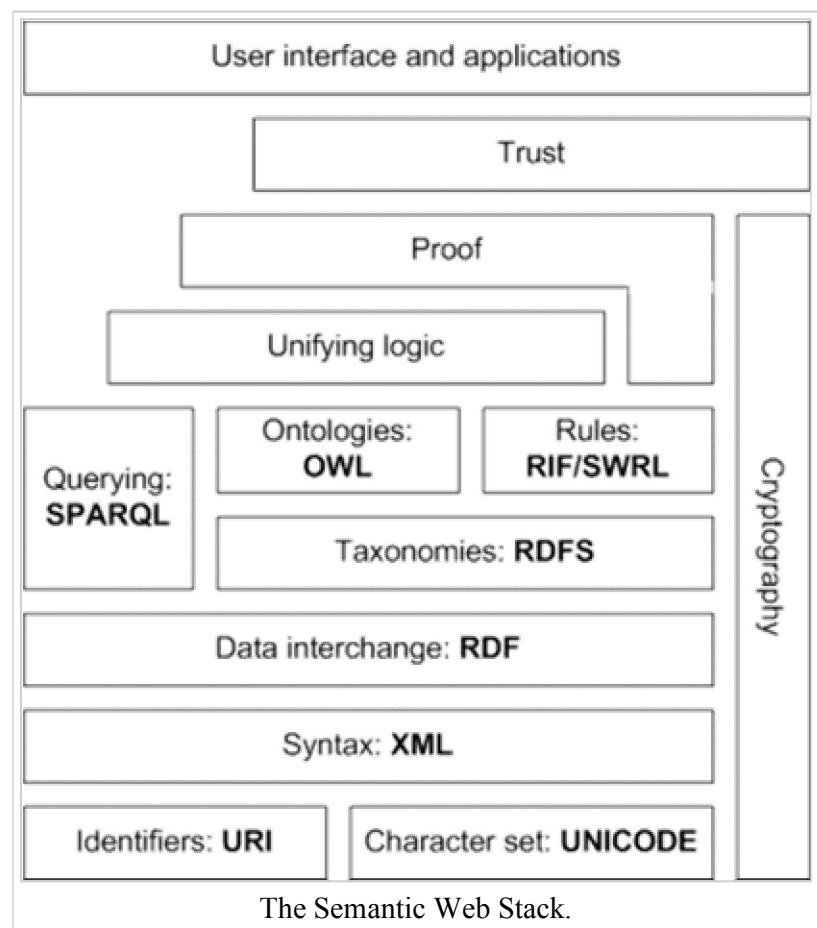 User interface and applications
Trust
Proof
Unifying logic
Ontologies:
OWL
Rules:
RIF/SWRL
Querying:
SPARQL
Taxonomies: RDFS
Cryptography
Data interchange: RDF
Syntax: XML
Identifiers: URI
Character set: UNICODE
The Semantic Web Stack.